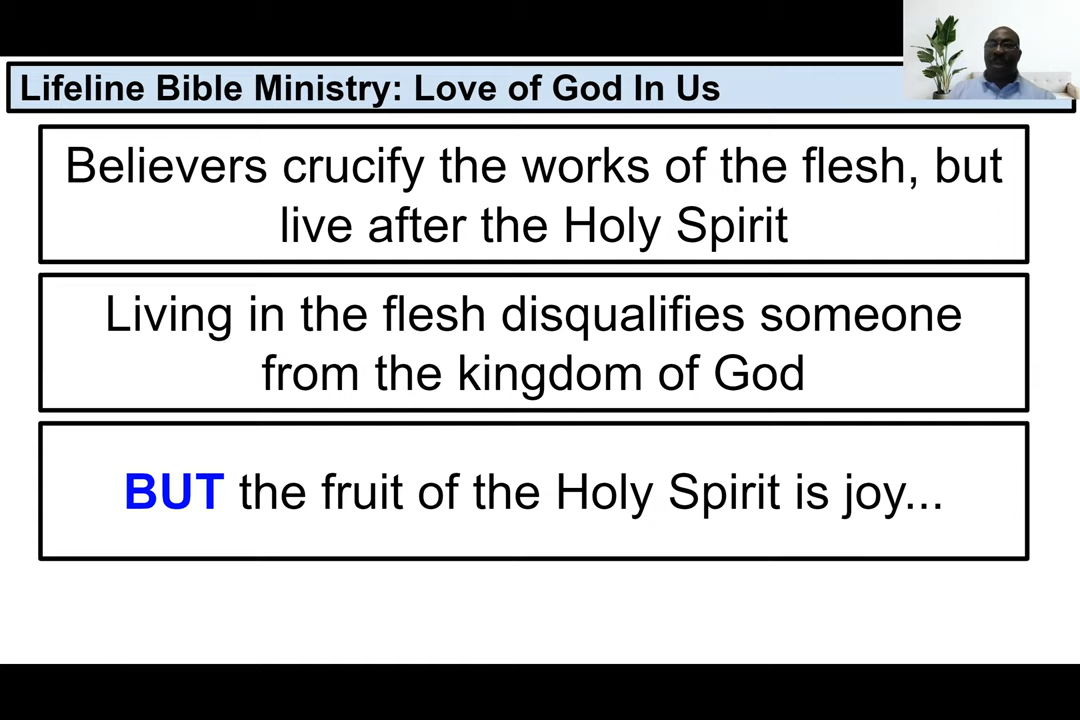 Lifeline Bible Ministry: Love of God In Us
Believers crucify the works of the flesh, but
live after the Holy Spirit
Living in the flesh disqualifies someone
from the kingdom of God
BUT the fruit of the Holy Spirit is joy...